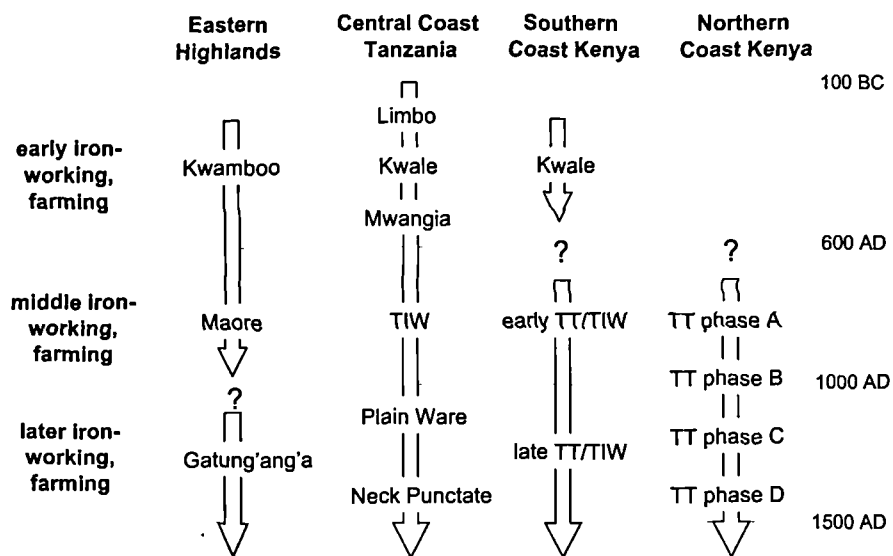 Eastern Highlands
Central Coast Tanzania
Southern Coast Kenya
Northern Coast Kenya
100 BC
Limbo
early iron-working, farming
Kwamboo
Kwale
Kwale
Mwangia
600 AD
?
?
middle iron-working, farming
Maore
TIW
early TT/TIW
TT phase A
1000 AD
TT phase B
?
Plain Ware
later iron-working, farming
Gatung'ang'a
late TT/TIW
TT phase C
Neck Punctate
TT phase D
1500 AD